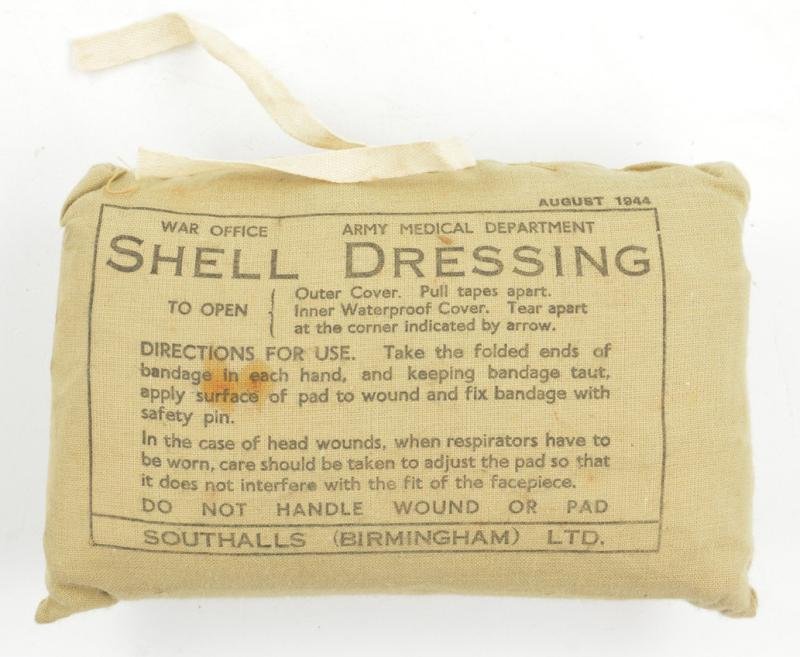 AUGUST 1944
WAR OFFICE ARMY MEDICAL DEPARTMENT
SHELL DRESSING
TO OPEN { Outer Cover. Pull tapes apart.
Inner Waterproof Cover. Tear apart
at the corner indicated by arrow.
DIRECTIONS FOR USE. Take the folded ends of
bandage in each hand, and keeping bandage taut,
apply surface of pad to wound and fix bandage with
safety pin.
In the case of head wounds, when respirators have to
be worn, care should be taken to adjust the pad so that
it does not interfere with the fit of the facepiece.
DO NOT HANDLE WOUND OR PAD
SOUTHALLS (BIRMINGHAM) LTD.